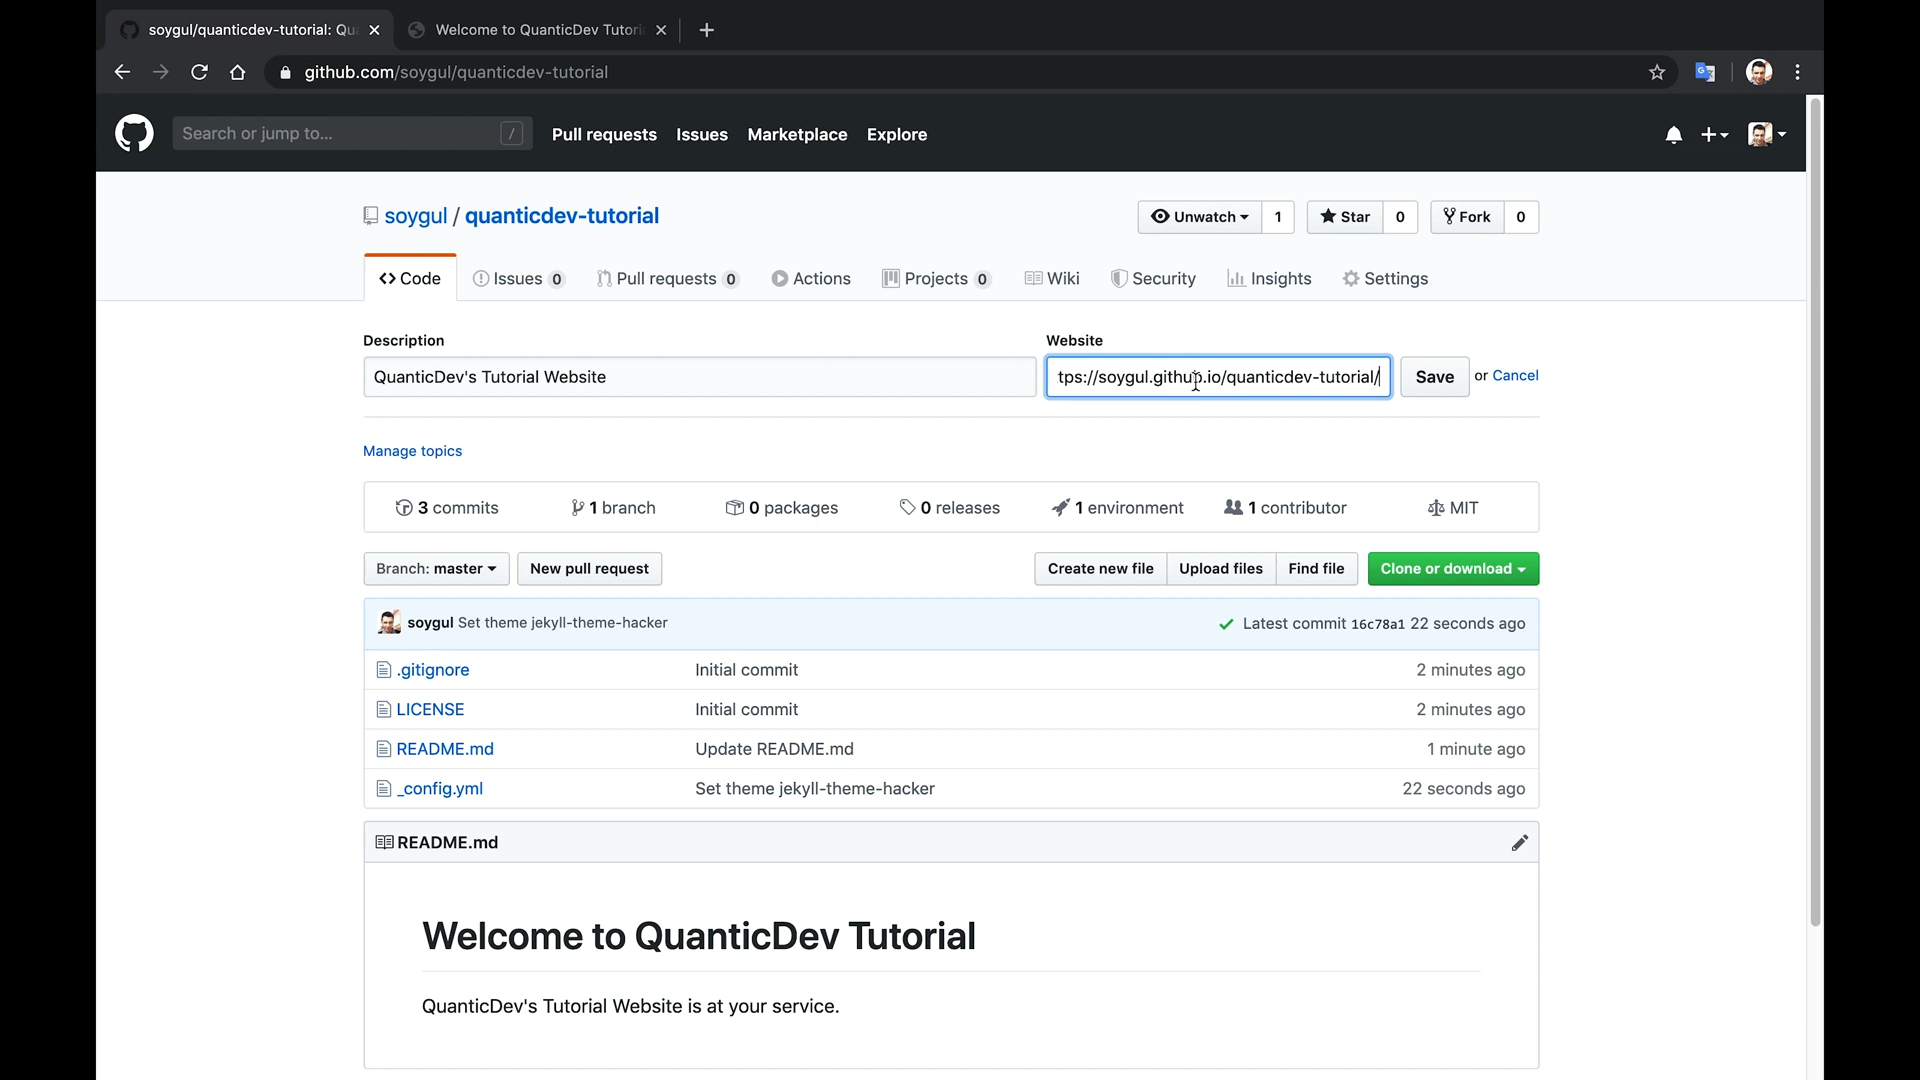 soygul/quanticdev-tutorial: Qu
Welcome to QuanticDev Tutori
github.com/soygul/quanticdev-tutorial
Search or jump to... /
Pull requests Issues Marketplace Explore
soygul / quanticdev-tutorial
Unwatch 1 Star 0 Fork 0
Code Issues 0 Pull requests 0 Actions Projects 0 Wiki Security Insights Settings
Description Website
QuanticDev's Tutorial Website tps://soygul.github.io/quanticdev-tutorial/ Save or Cancel
Manage topics
3 commits 1 branch 0 packages 0 releases 1 environment 1 contributor MIT
Branch: master New pull request Create new file Upload files Find file Clone or download
soygul Set theme jekyll-theme-hacker Latest commit 16c78a1 22 seconds ago
.gitignore Initial commit 2 minutes ago
LICENSE Initial commit 2 minutes ago
README.md Update README.md 1 minute ago
_config.yml Set theme jekyll-theme-hacker 22 seconds ago
README.md
Welcome to QuanticDev Tutorial
QuanticDev's Tutorial Website is at your service.